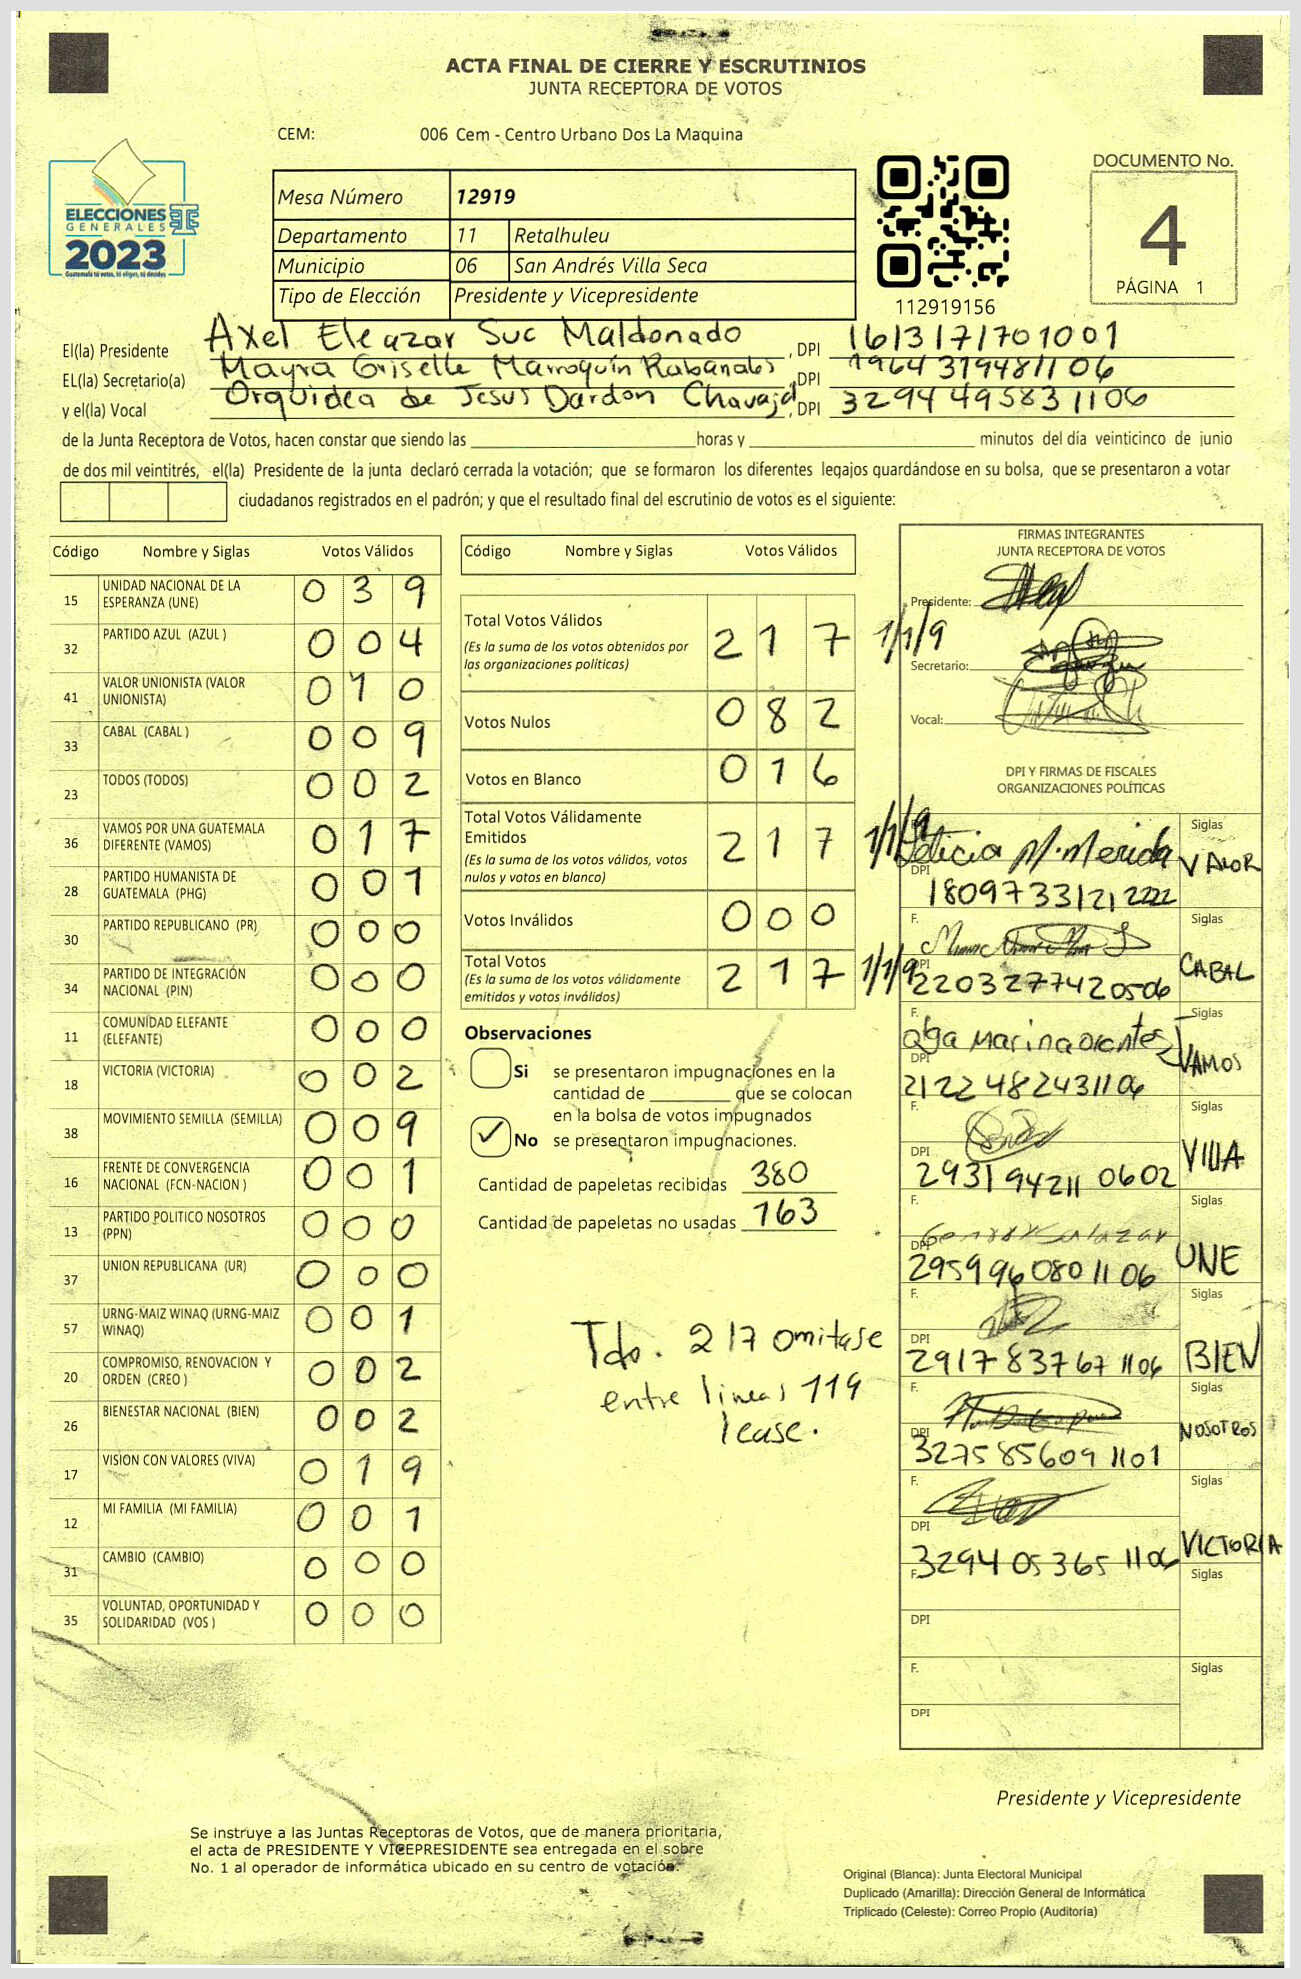 ACTA FINAL DE CIERRE Y ESCRUTINIOS
JUNTA RECEPTORA DE VOTOS
CEM: 006 Cem - Centro Urbano Dos La Maquina
ELECCIONES
GENERALES
2023
Guatemala tú votas, tú eliges, tú decides
Mesa Número 12919
Departamento 11 Retalhuleu
Municipio 06 San Andrés Villa Seca
Tipo de Elección Presidente y Vicepresidente
112919156
DOCUMENTO No.
4
PÁGINA 1
El(la) Presidente Axel Eleazar Suc Maldonado , DPI 1613171701001
EL(la) Secretario(a) Mayra Griselle Marroquín Rabanales , DPI 1964319481106
y el(la) Vocal Orquidea de Jesus Dardon Chavajd , DPI 3294495831106
de la Junta Receptora de Votos, hacen constar que siendo las ____ horas y ____ minutos del día veinticinco de junio
de dos mil veintitrés, el(la) Presidente de la junta declaró cerrada la votación; que se formaron los diferentes legajos guardándose en su bolsa, que se presentaron a votar
ciudadanos registrados en el padrón; y que el resultado final del escrutinio de votos es el siguiente:
Código Nombre y Siglas Votos Válidos
15 UNIDAD NACIONAL DE LA ESPERANZA (UNE) 0 3 9
32 PARTIDO AZUL (AZUL ) 0 0 4
41 VALOR UNIONISTA (VALOR UNIONISTA) 0 1 0
33 CABAL (CABAL ) 0 0 9
23 TODOS (TODOS) 0 0 2
36 VAMOS POR UNA GUATEMALA DIFERENTE (VAMOS) 0 1 7
28 PARTIDO HUMANISTA DE GUATEMALA (PHG) 0 0 1
30 PARTIDO REPUBLICANO (PR) 0 0 0
34 PARTIDO DE INTEGRACIÓN NACIONAL (PIN) 0 0 0
11 COMUNIDAD ELEFANTE (ELEFANTE) 0 0 0
18 VICTORIA (VICTORIA) 0 0 2
38 MOVIMIENTO SEMILLA (SEMILLA) 0 0 9
16 FRENTE DE CONVERGENCIA NACIONAL (FCN-NACION ) 0 0 1
13 PARTIDO POLITICO NOSOTROS (PPN) 0 0 0
37 UNION REPUBLICANA (UR) 0 0 0
57 URNG-MAIZ WINAQ (URNG-MAIZ WINAQ) 0 0 1
20 COMPROMISO, RENOVACION Y ORDEN (CREO ) 0 0 2
26 BIENESTAR NACIONAL (BIEN) 0 0 2
17 VISION CON VALORES (VIVA) 0 1 9
12 MI FAMILIA (MI FAMILIA) 0 0 1
31 CAMBIO (CAMBIO) 0 0 0
35 VOLUNTAD, OPORTUNIDAD Y SOLIDARIDAD (VOS ) 0 0 0
Código Nombre y Siglas Votos Válidos
Total Votos Válidos 2 1 7 1/1/9
(Es la suma de los votos obtenidos por
las organizaciones políticas)
Votos Nulos 0 8 2
Votos en Blanco 0 1 6
Total Votos Válidamente
Emitidos 2 1 7 1/1/9
(Es la suma de los votos válidos, votos
nulos y votos en blanco)
Votos Inválidos 0 0 0
Total Votos 2 1 7 1/1/9
(Es la suma de los votos válidamente
emitidos y votos inválidos)
Observaciones
Si se presentaron impugnaciones en la
cantidad de ____ que se colocan
en la bolsa de votos impugnados
✓ No se presentaron impugnaciones.
Cantidad de papeletas recibidas 380
Cantidad de papeletas no usadas 163
Tdo. 217 omitase
entre lineas 119
lease.
FIRMAS INTEGRANTES
JUNTA RECEPTORA DE VOTOS
Presidente:
Secretario:
Vocal:
DPI Y FIRMAS DE FISCALES
ORGANIZACIONES POLÍTICAS
Leticia M. Merida Siglas VALOR
DPI 1809733121222
F. Siglas CABAL
DPI 2203277420506
F. Olga Marina Orantes Siglas VAMOS
DPI 2122482431106
F. Siglas VIVA
DPI 2931942110602
F. Salazar Siglas UNE
DPI 2959960801106
F. Siglas BIEN
DPI 2917837671106
F. Siglas NOSOTROS
DPI 3275856091101
F. Siglas VICTORIA
DPI 3294053651106
F. Siglas
DPI
F. Siglas
DPI
Presidente y Vicepresidente
Se instruye a las Juntas Receptoras de Votos, que de manera prioritaria,
el acta de PRESIDENTE Y VICEPRESIDENTE sea entregada en el sobre
No. 1 al operador de informática ubicado en su centro de votación.
Original (Blanca): Junta Electoral Municipal
Duplicado (Amarilla): Dirección General de Informática
Triplicado (Celeste): Correo Propio (Auditoría)